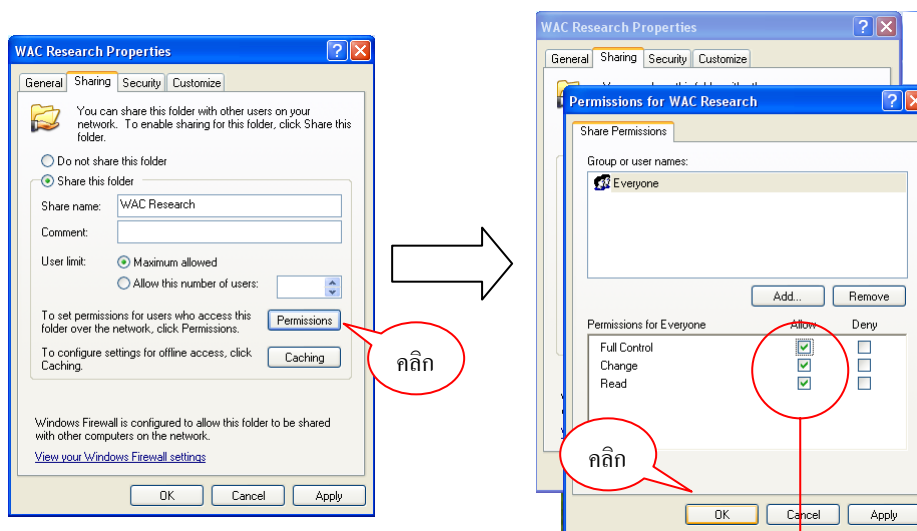 WAC Research Properties
General Sharing Security Customize
You can share this folder with other users on your
network. To enable sharing for this folder, click Share this
folder.
Do not share this folder
Share this folder
Share name: WAC Research
Comment:
User limit: Maximum allowed
Allow this number of users:
To set permissions for users who access this
folder over the network, click Permissions.
Permissions
To configure settings for offline access, click
Caching.
Caching
คลิก
Windows Firewall is configured to allow this folder to be shared
with other computers on the network.
View your Windows Firewall settings
OK Cancel Apply
WAC Research Properties
General Sharing Security Customize
Permissions for WAC Research
Share Permissions
Group or user names:
Everyone
Add... Remove
Permissions for Everyone Allow Deny
Full Control
Change
Read
คลิก
OK Cancel Apply